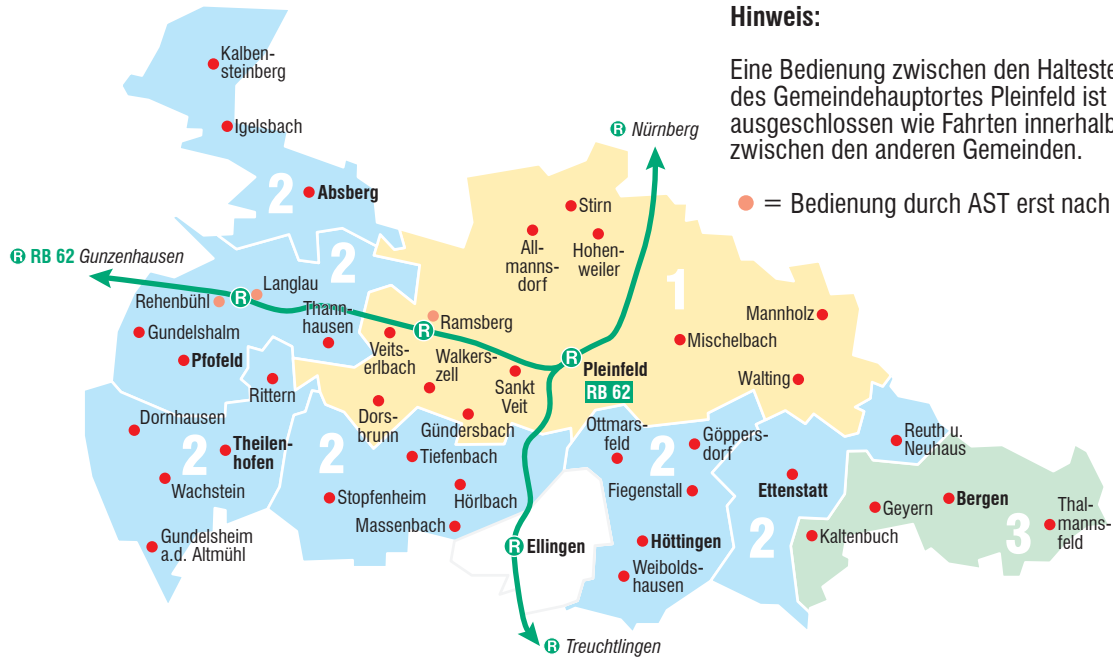 Hinweis:
Eine Bedienung zwischen den Haltest
des Gemeindehauptortes Pleinfeld ist
ausgeschlossen wie Fahrten innerhalb
zwischen den anderen Gemeinden.
= Bedienung durch AST erst nach
Kalben-
steinberg
Igelsbach
2
Absberg
R Nürnberg
Stirn
All-
manns-
dorf
Hohen-
weiler
R RB 62 Gunzenhausen
2
1
Langlau
Rehenbühl
R
Thann-
hausen
Ramsberg
R
Mannholz
Gundelshalm
Veits-
erlbach
Walkers-
zell
Mischelbach
Pfofeld
R
Pleinfeld
RB 62
Sankt
Veit
Walting
Rittern
Dors-
brunn
Gündersbach
Dornhausen
Ottmars-
feld
Göppers-
dorf
Reuth u.
Neuhaus
2
Theilen-
hofen
2
Tiefenbach
2
Wachstein
Stopfenheim
Hörlbach
Fiegenstall
Ettenstatt
Bergen
Geyern
Thal-
manns-
feld
Massenbach
2
3
Gundelsheim
a.d. Altmühl
R Ellingen
Höttingen
Kaltenbuch
Weibolds-
hausen
R Treuchtlingen